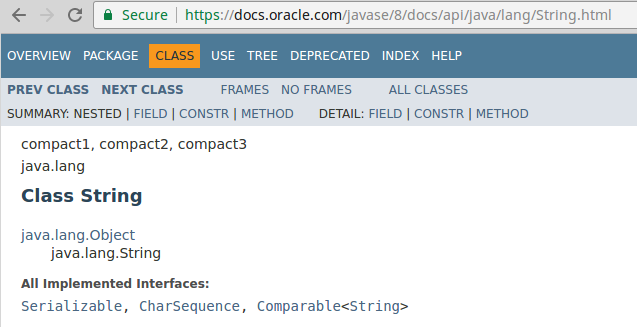 Secure | https://docs.oracle.com/javase/8/docs/api/java/lang/String.html
OVERVIEW PACKAGE CLASS USE TREE DEPRECATED INDEX HELP
PREV CLASS NEXT CLASS FRAMES NO FRAMES ALL CLASSES
SUMMARY: NESTED | FIELD | CONSTR | METHOD DETAIL: FIELD | CONSTR | METHOD
compact1, compact2, compact3
java.lang
Class String
java.lang.Object
java.lang.String
All Implemented Interfaces:
Serializable, CharSequence, Comparable<String>